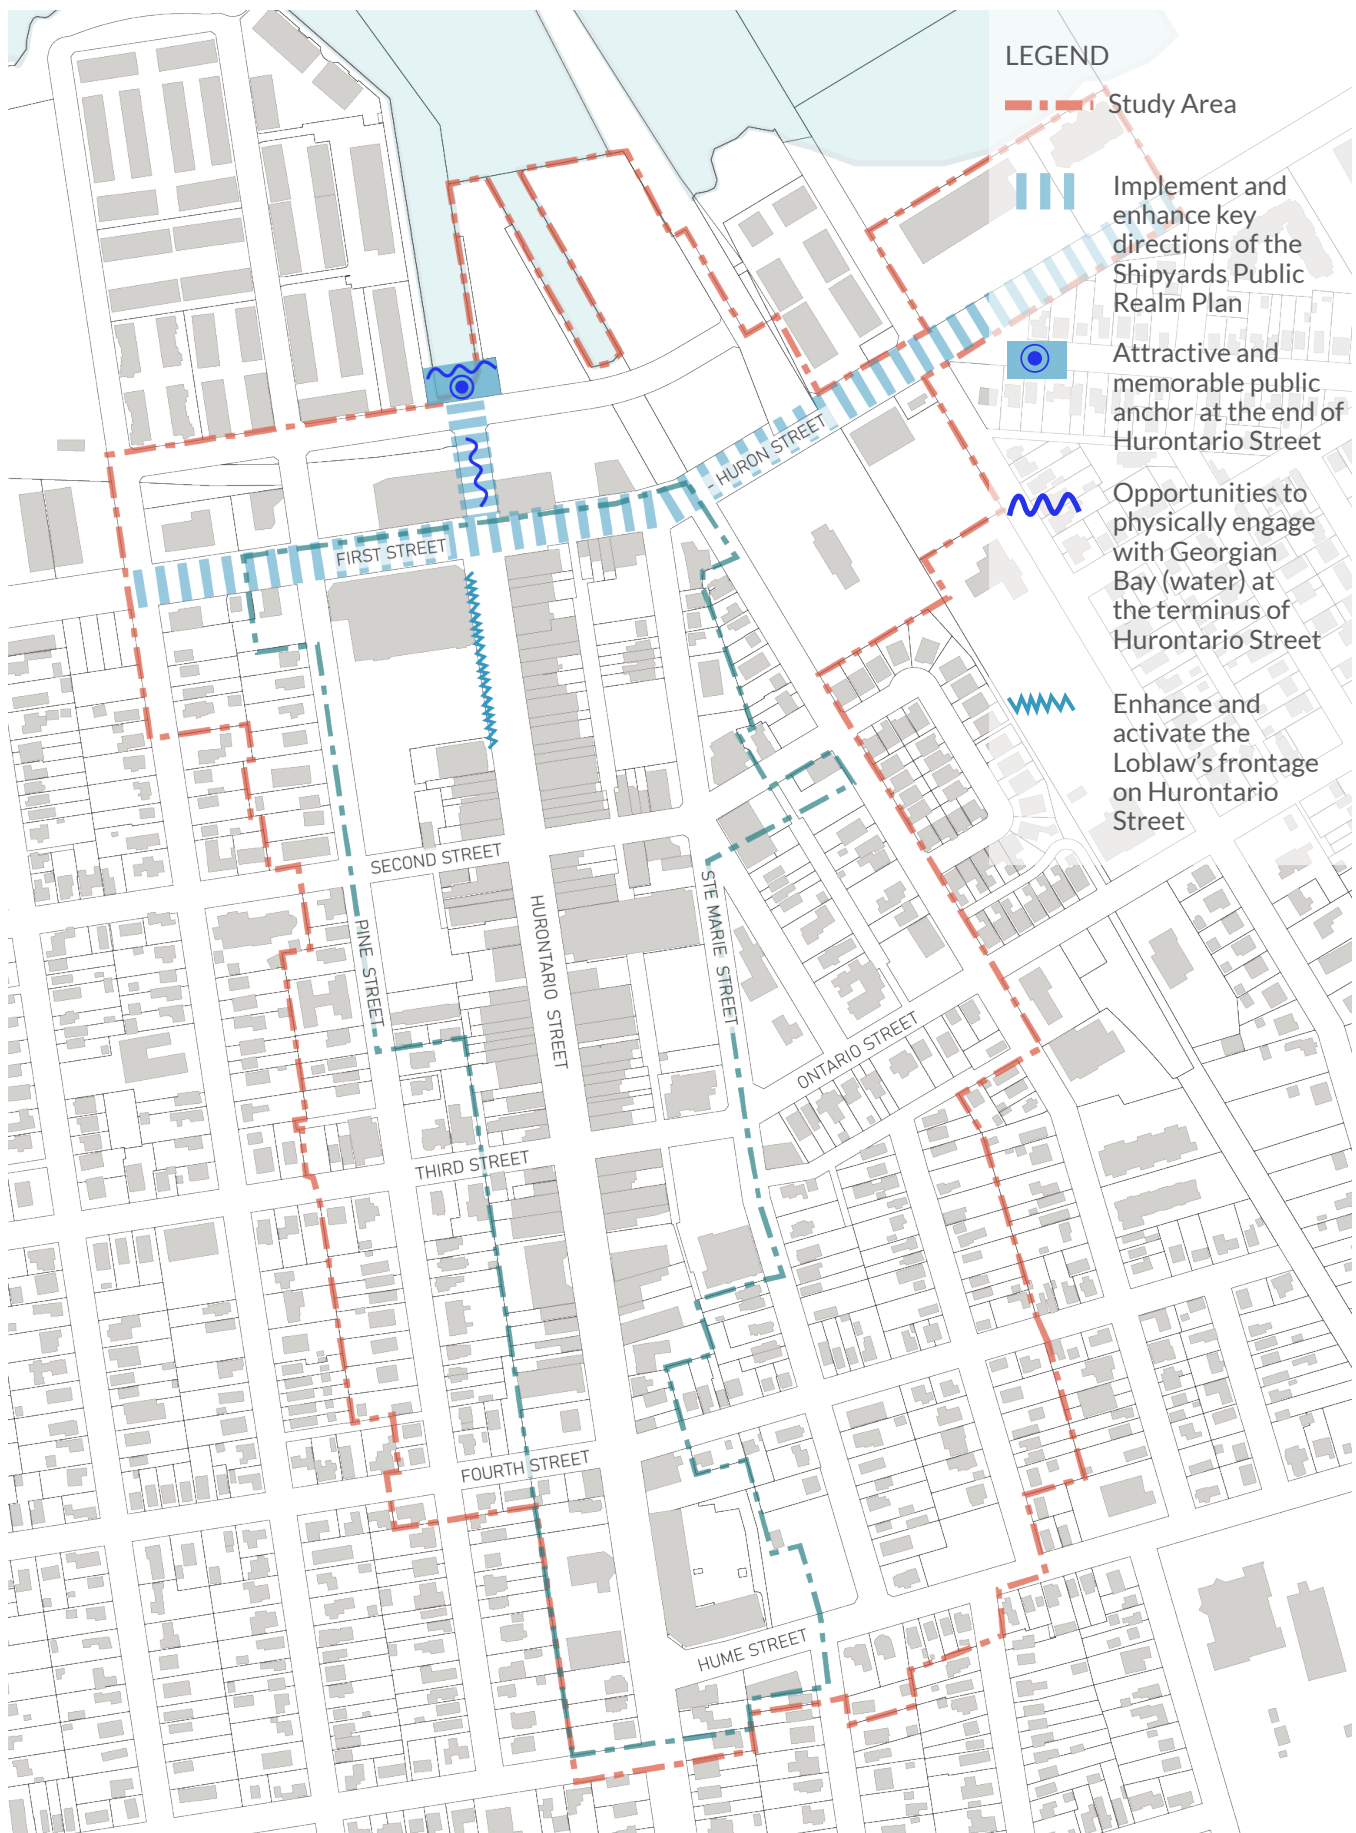 LEGEND
Study Area
Implement and
enhance key
directions of the
Shipyards Public
Realm Plan
Attractive and
memorable public
anchor at the end of
Hurontario Street
Opportunities to
physically engage
with Georgian
Bay (water) at
the terminus of
Hurontario Street
Enhance and
activate the
Loblaw's frontage
on Hurontario
Street
HURON STREET
FIRST STREET
SECOND STREET
HURONTARIO STREET
STE MARIE STREET
PINE STREET
ONTARIO STREET
THIRD STREET
FOURTH STREET
HUME STREET